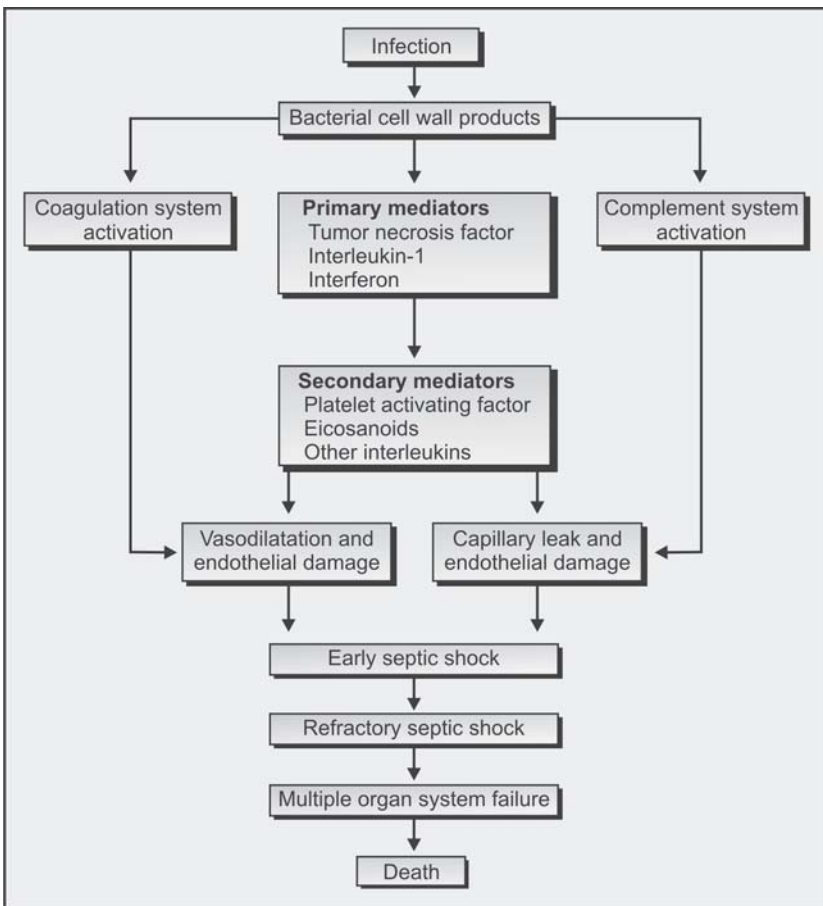 Infection
Bacterial cell wall products
Coagulation system
activation
Primary mediators
Tumor necrosis factor
Interleukin-1
Interferon
Complement system
activation
Secondary mediators
Platelet activating factor
Eicosanoids
Other interleukins
Vasodilatation and
endothelial damage
Capillary leak and
endothelial damage
Early septic shock
Refractory septic shock
Multiple organ system failure
Death